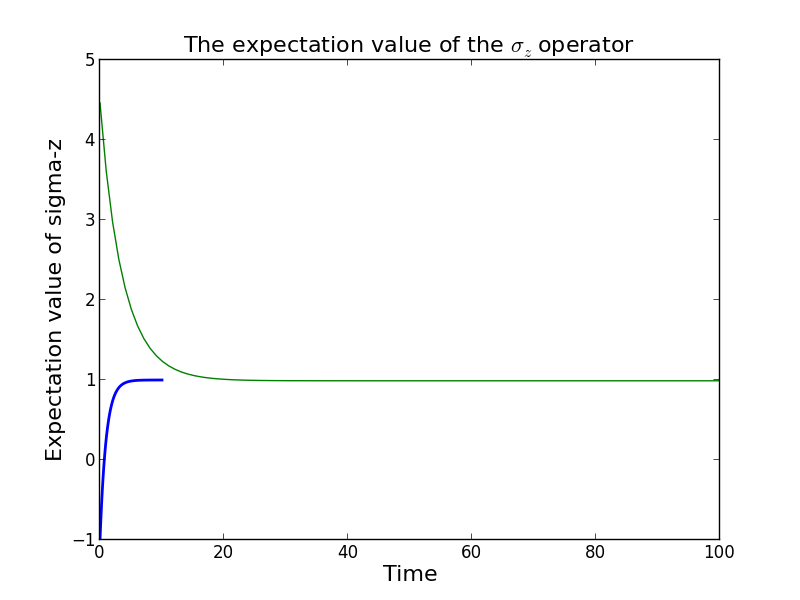 The expectation value of the σz operator
Expectation value of sigma-z
5
4
3
2
1
0
−1
0 20 40 60 80 100
Time